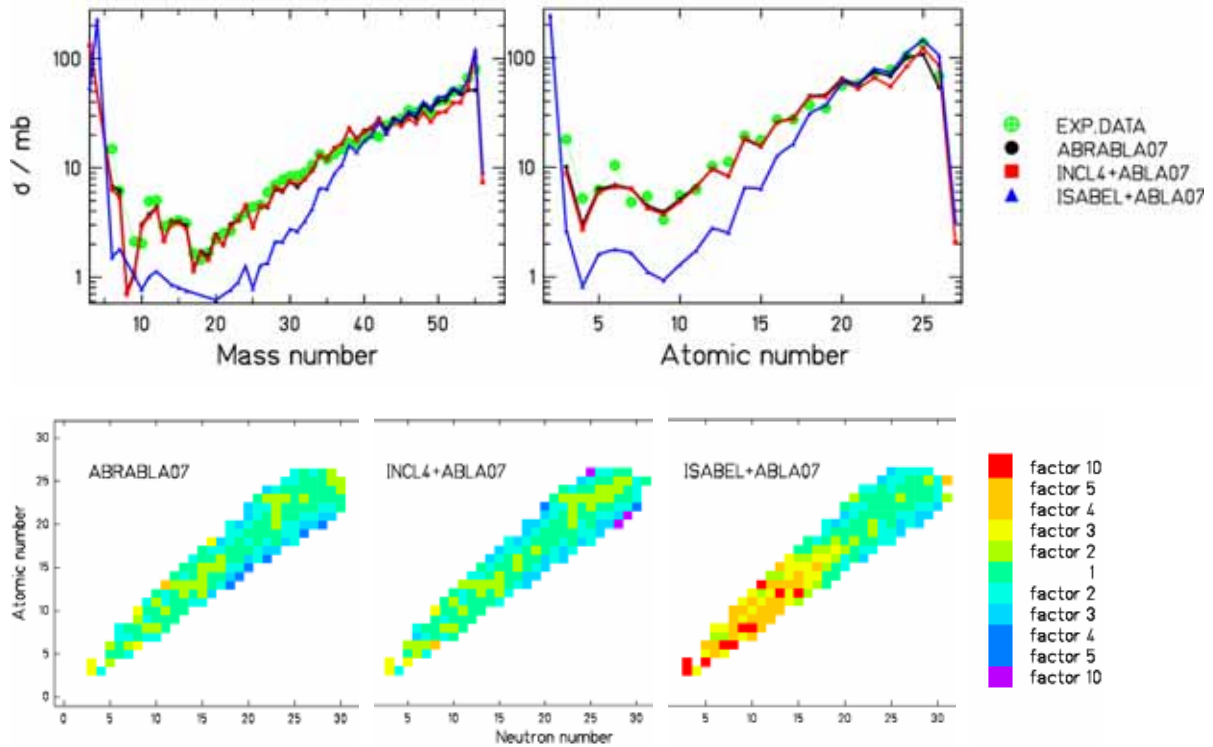 100
10
1
σ / mb
10 20 30 40 50
Mass number
100
10
1
5 10 15 20 25
Atomic number
EXP.DATA
ABRABLA07
INCL4+ABLA07
ISABEL+ABLA07
30
25
20
15
10
5
0
Atomic number
ABRABLA07
0 5 10 15 20 25 30
INCL4+ABLA07
5 10 15 20 25 30
Neutron number
ISABEL+ABLA07
5 10 15 20 25 30
factor 10
factor 5
factor 4
factor 3
factor 2
1
factor 2
factor 3
factor 4
factor 5
factor 10